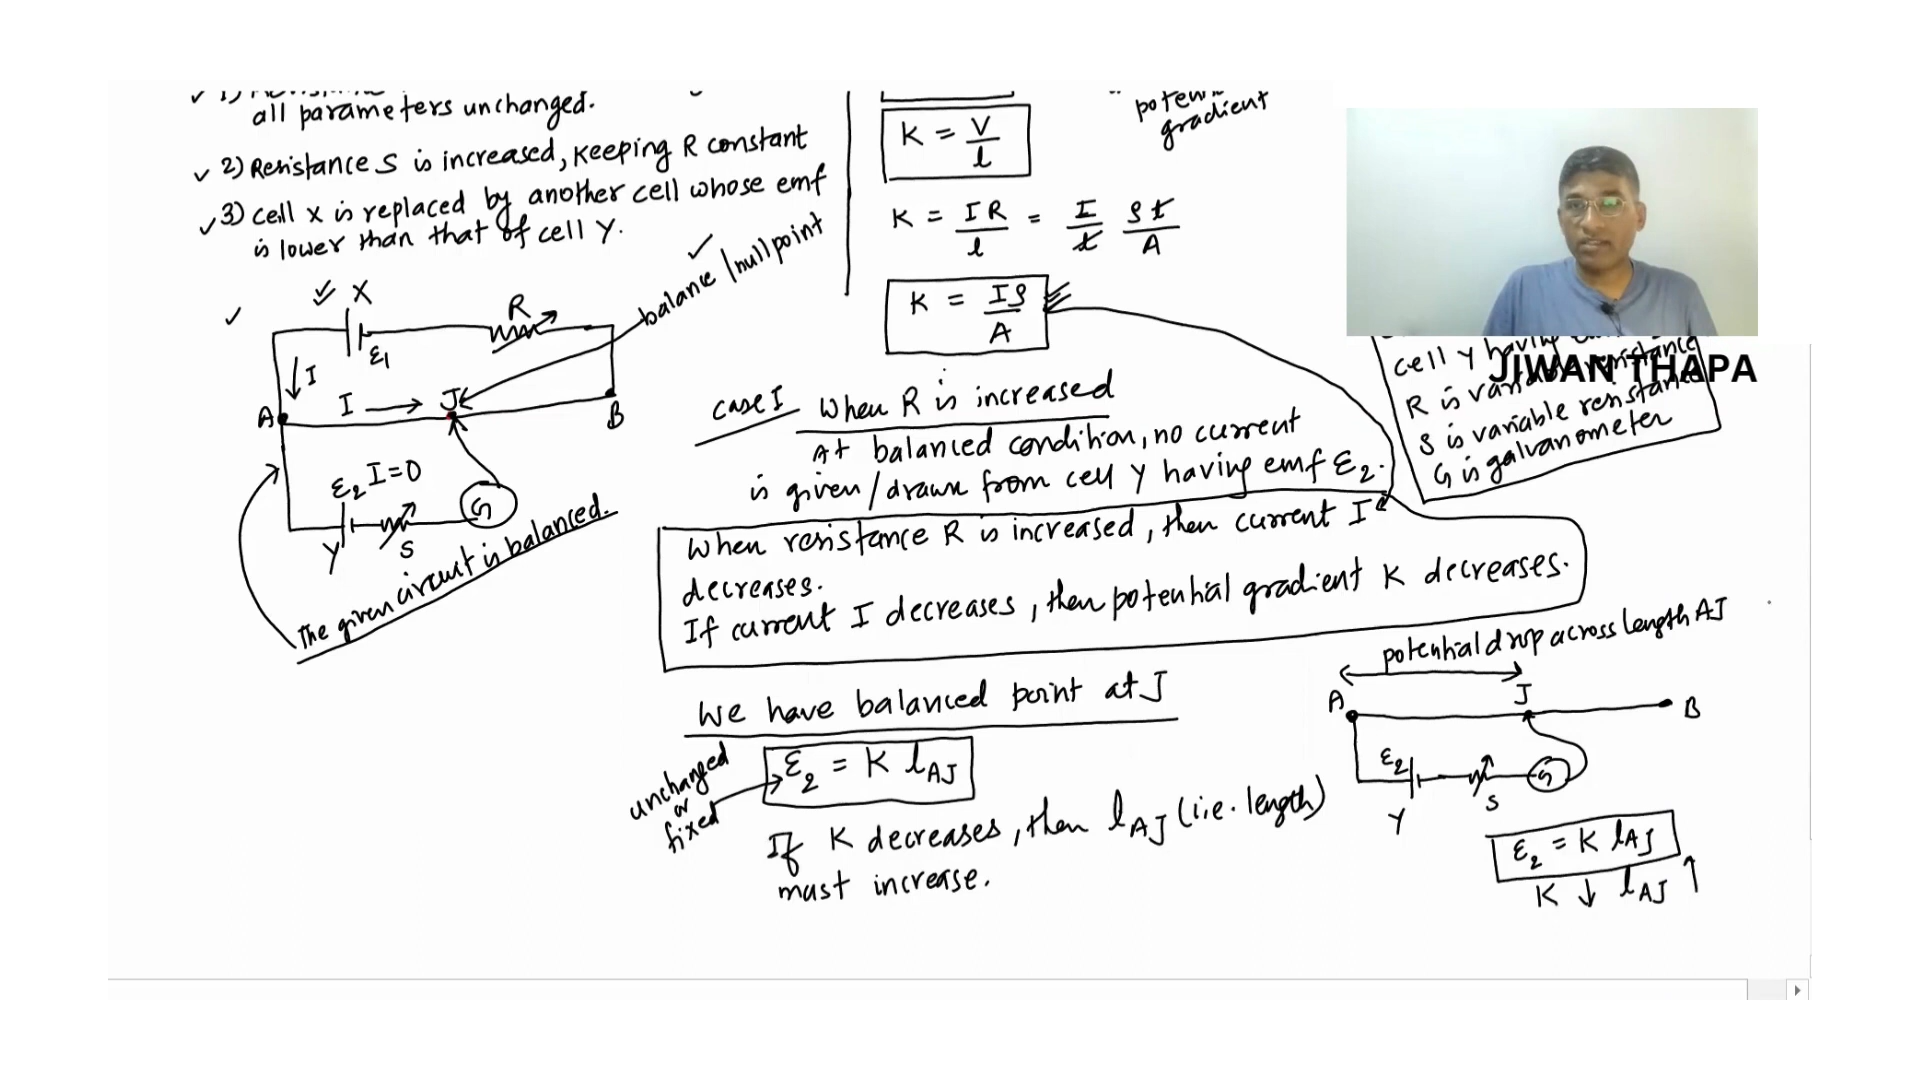 all parameters unchanged.
✓ 2) Resistance S is increased, keeping R constant
✓ 3) cell X is replaced by another cell whose emf
is lower than that of cell Y.
balance / null point
X
R
ε1
I
I
J
A
B
ε2 I=0
G
Y
S
The given circuit is balanced.
gradient
K = V/l
K = IR/l = I/l ρl/A
K = Iρ/A
JIWAN THAPA
cell Y having
R is variable resistance
S is variable resistance
G is galvanometer
case I When R is increased
At balanced condition, no current
is given / drawn from cell Y having emf ε2.
When resistance R is increased, then current I
decreases.
If current I decreases, then potential gradient K decreases.
We have balanced point at J
unchanged
or
fixed
ε2 = K lAJ
If K decreases, then lAJ (i.e. length)
must increase.
potential drop across length AJ
A
J
B
ε2
G
S
Y
ε2 = K lAJ
K ↓ lAJ ↑